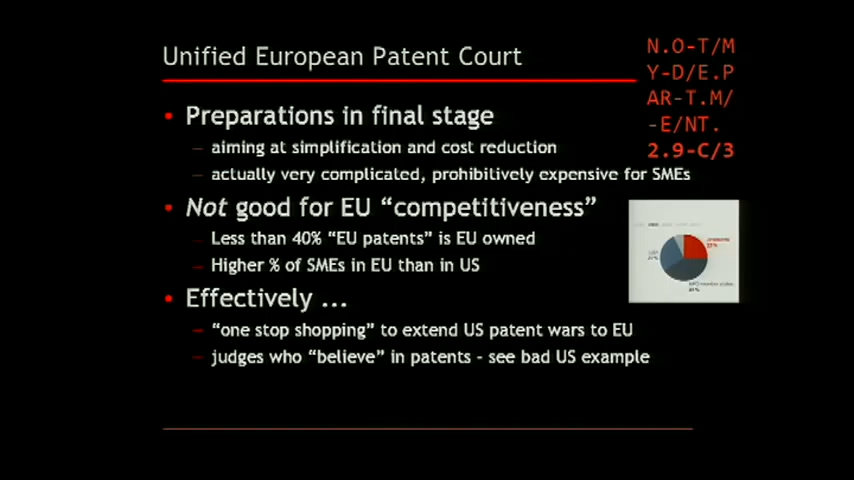 Unified European Patent Court
N.O-T/M
Y-D/E.P
AR-T.M/
-E/NT.
2.9-C/3
• Preparations in final stage
– aiming at simplification and cost reduction
– actually very complicated, prohibitively expensive for SMEs
• Not good for EU “competitiveness”
– Less than 40% “EU patents” is EU owned
– Higher % of SMEs in EU than in US
• Effectively ...
– “one stop shopping” to extend US patent wars to EU
– judges who “believe” in patents - see bad US example